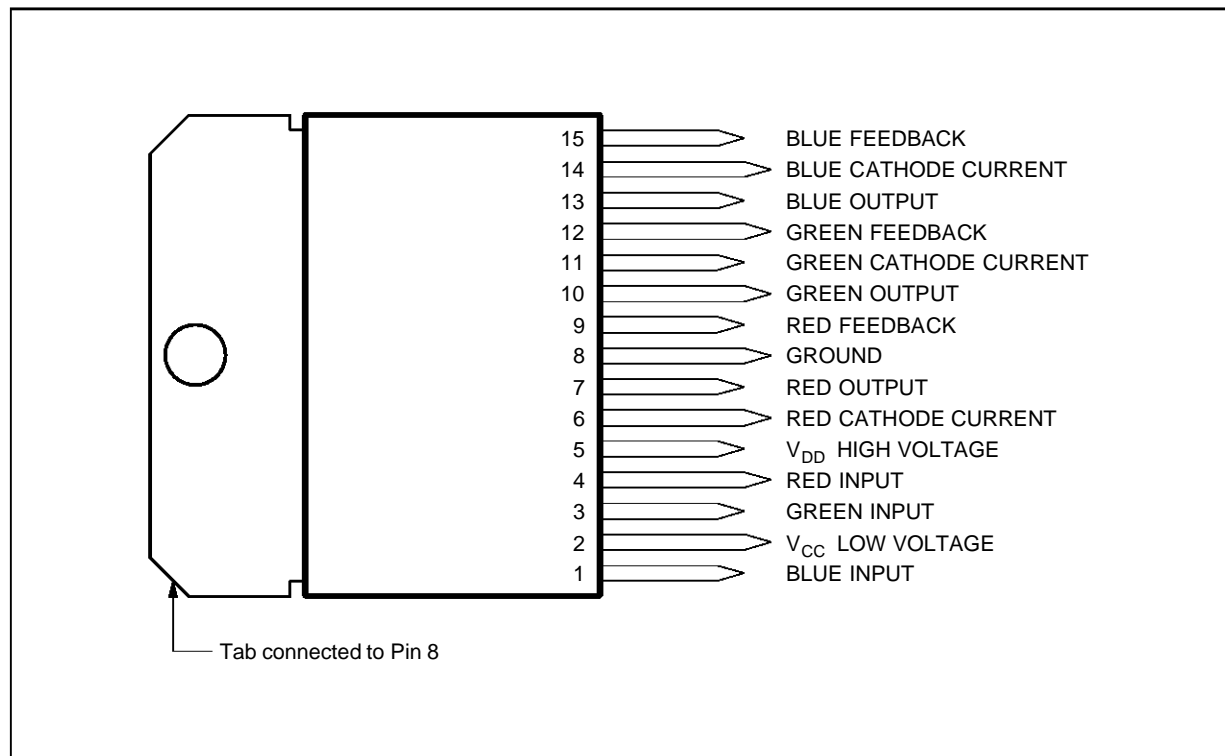 15 BLUE FEEDBACK
14 BLUE CATHODE CURRENT
13 BLUE OUTPUT
12 GREEN FEEDBACK
11 GREEN CATHODE CURRENT
10 GREEN OUTPUT
9 RED FEEDBACK
8 GROUND
7 RED OUTPUT
6 RED CATHODE CURRENT
5 VDD HIGH VOLTAGE
4 RED INPUT
3 GREEN INPUT
2 VCC LOW VOLTAGE
1 BLUE INPUT
Tab connected to Pin 8